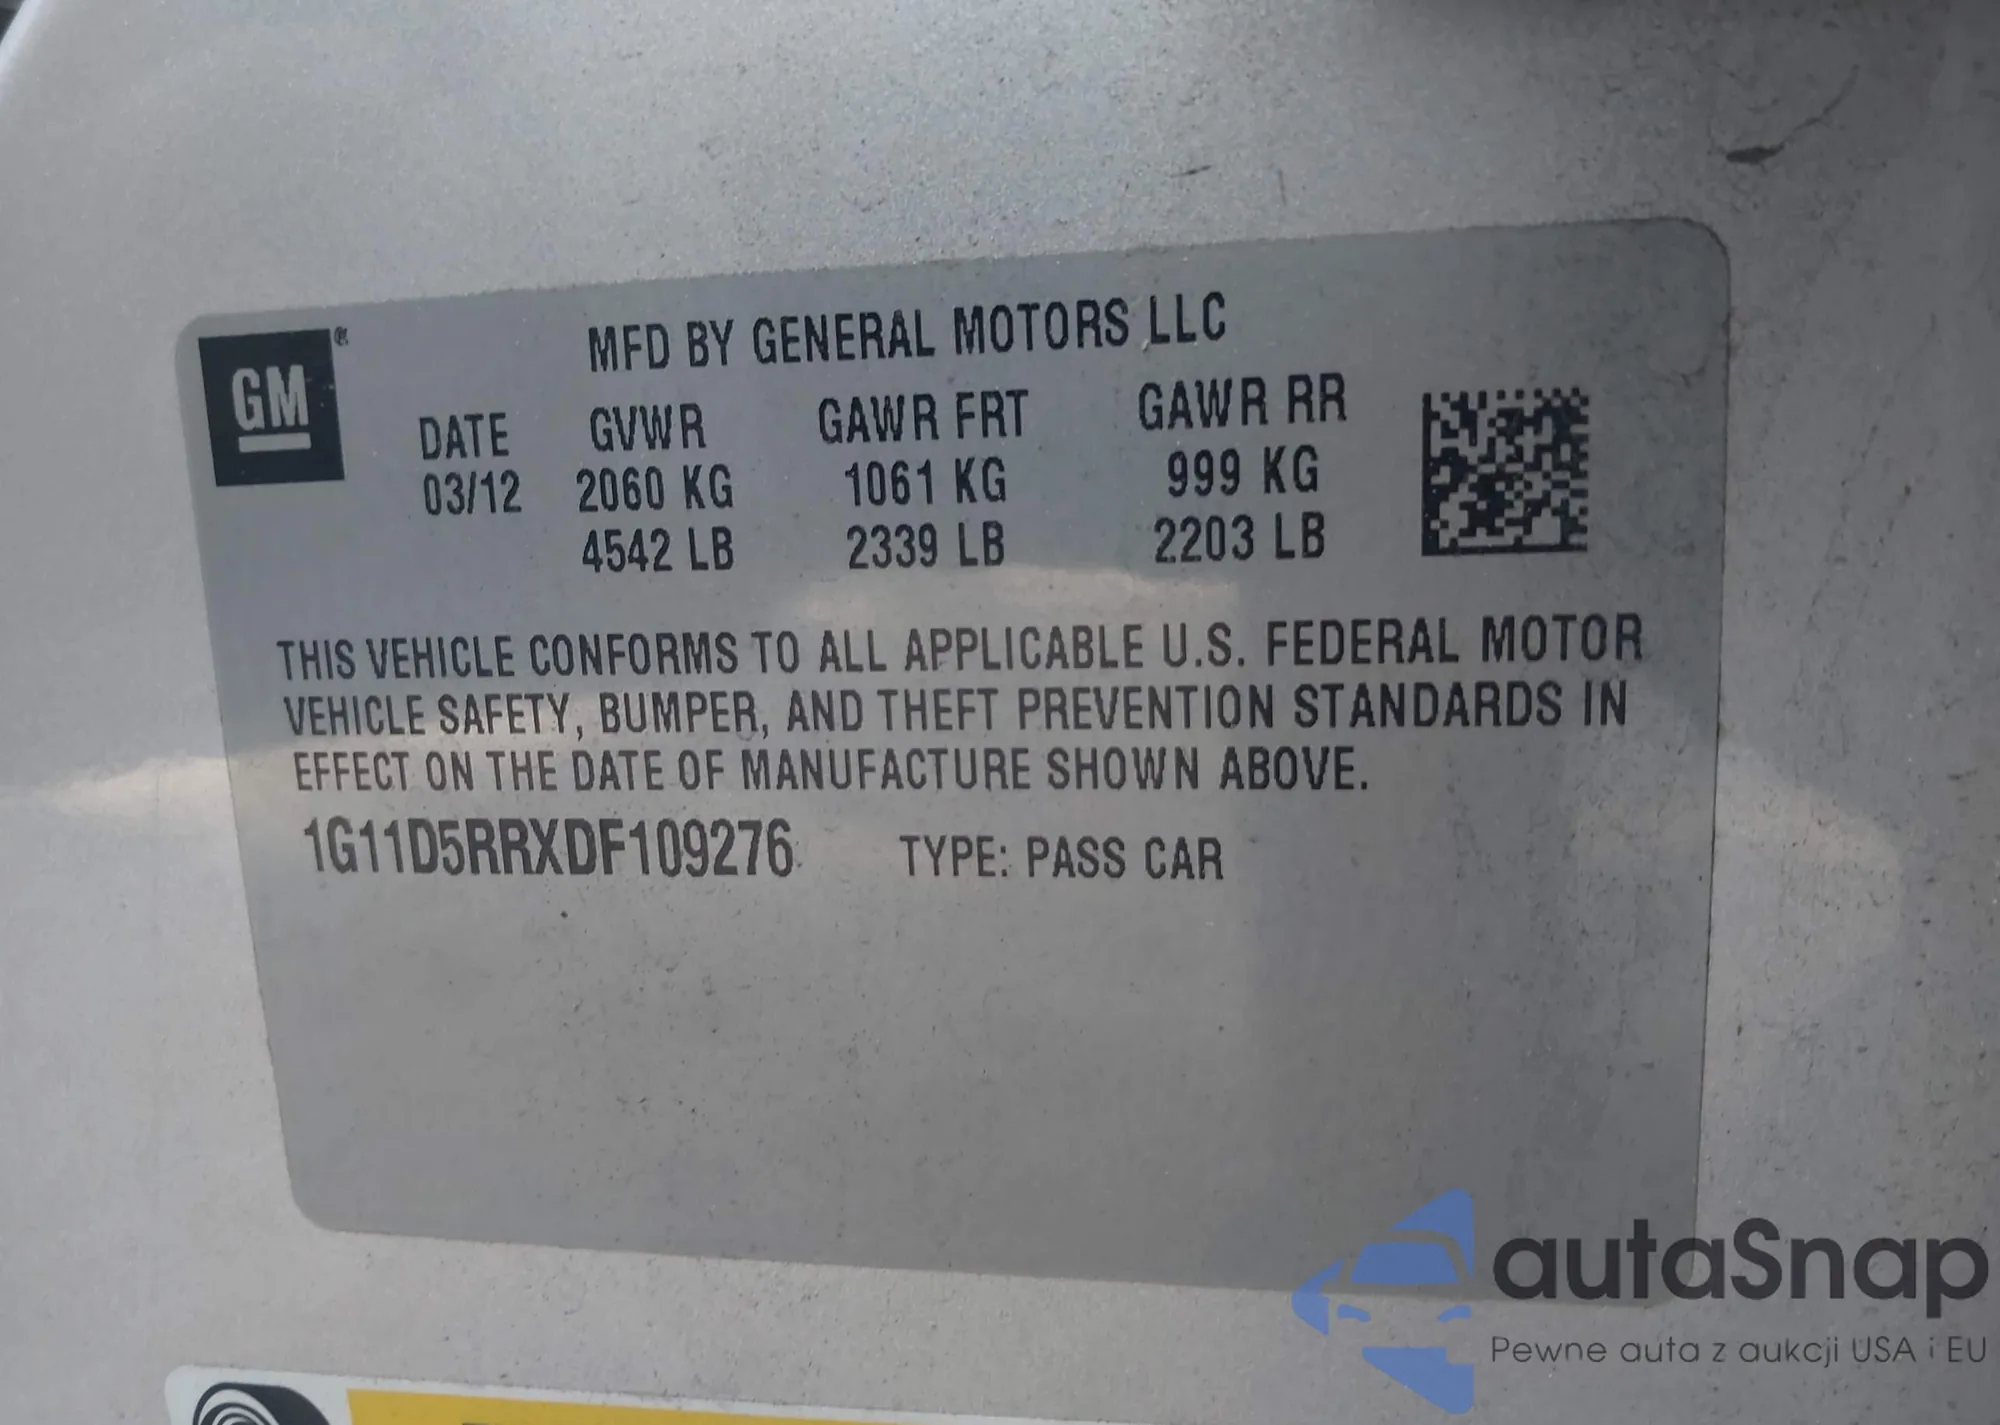 GM ®
MFD BY GENERAL MOTORS LLC
DATE GVWR GAWR FRT GAWR RR
03/12 2060 KG 1061 KG 999 KG
4542 LB 2339 LB 2203 LB
THIS VEHICLE CONFORMS TO ALL APPLICABLE U.S. FEDERAL MOTOR
VEHICLE SAFETY, BUMPER, AND THEFT PREVENTION STANDARDS IN
EFFECT ON THE DATE OF MANUFACTURE SHOWN ABOVE.
1G11D5RRXDF109276 TYPE: PASS CAR
autaSnap
Pewne auta z aukcji USA i EU